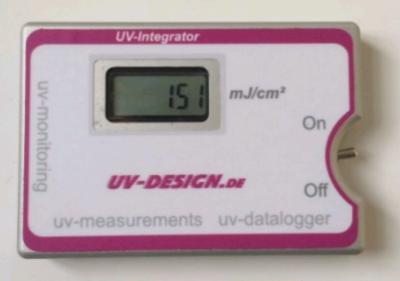 UV-Integrator
151 mJ/cm²
uv-monitoring
On
UV-DESIGN.DE
Off
uv-measurements uv-datalogger